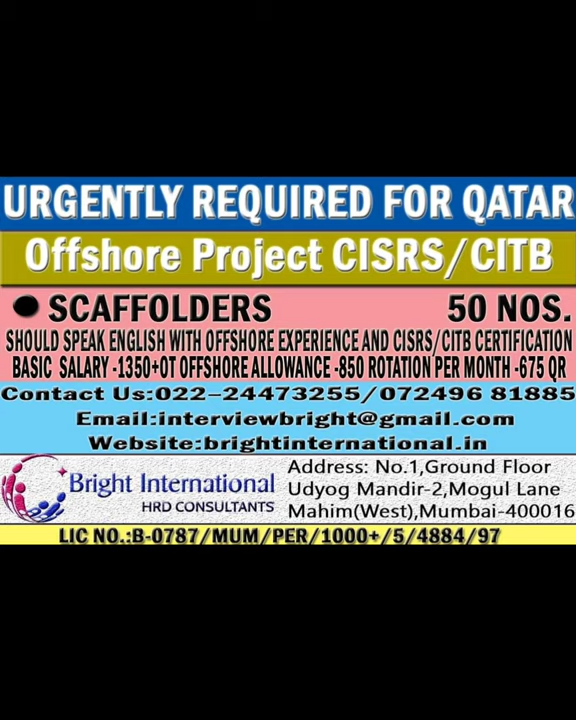 URGENTLY REQUIRED FOR QATAR
Offshore Project CISRS/CITB
● SCAFFOLDERS 50 NOS.
SHOULD SPEAK ENGLISH WITH OFFSHORE EXPERIENCE AND CISRS/CITB CERTIFICATION
BASIC SALARY -1350+OT OFFSHORE ALLOWANCE -850 ROTATION PER MONTH -675 QR
Contact Us:022-24473255/072496 81885
Email:interviewbright@gmail.com
Website:brightinternational.in
Bright International
HRD CONSULTANTS
Address: No.1,Ground Floor
Udyog Mandir-2,Mogul Lane
Mahim(West),Mumbai-400016
LIC NO.:B-0787/MUM/PER/1000+/5/4884/97